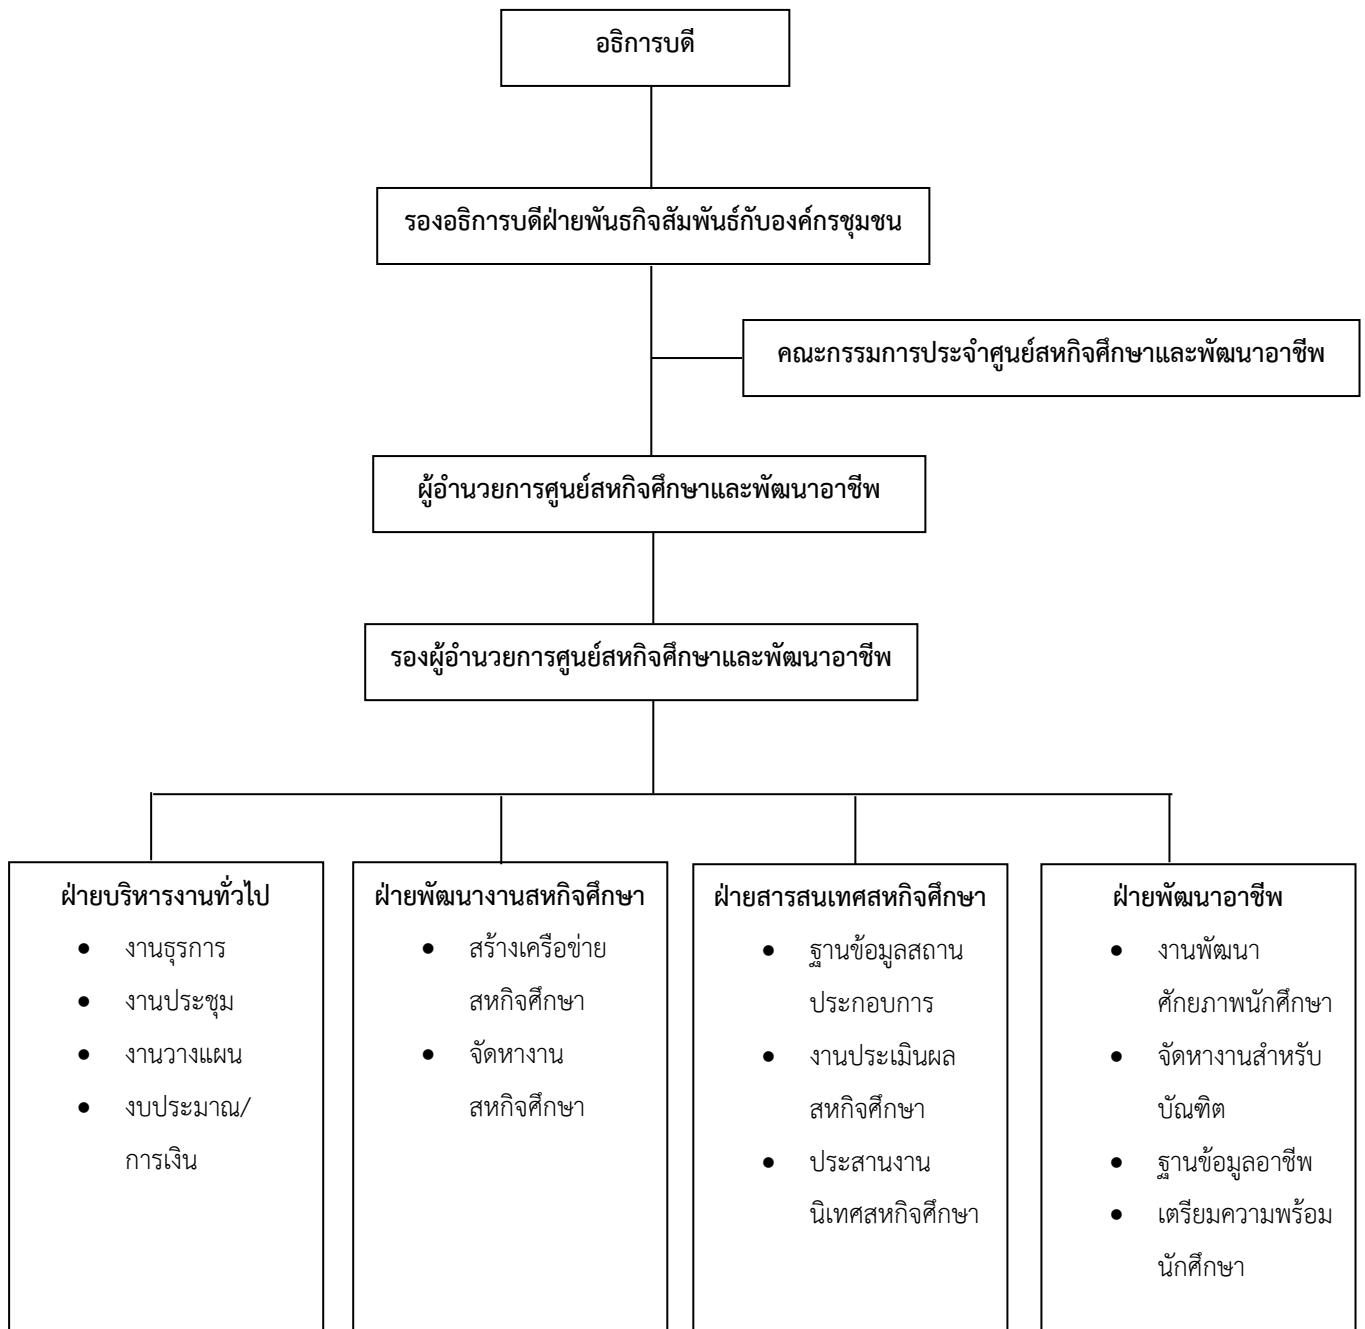 อธิการบดี
รองอธิการบดีฝ่ายพันธกิจสัมพันธ์กับองค์กรชุมชน
คณะกรรมการประจำศูนย์สหกิจศึกษาและพัฒนาอาชีพ
ผู้อำนวยการศูนย์สหกิจศึกษาและพัฒนาอาชีพ
รองผู้อำนวยการศูนย์สหกิจศึกษาและพัฒนาอาชีพ
ฝ่ายบริหารงานทั่วไป
● งานธุรการ
● งานประชุม
● งานวางแผน
● งบประมาณ/
การเงิน
ฝ่ายพัฒนางานสหกิจศึกษา
● สร้างเครือข่าย
สหกิจศึกษา
● จัดหางาน
สหกิจศึกษา
ฝ่ายสารสนเทศสหกิจศึกษา
● ฐานข้อมูลสถาน
ประกอบการ
● งานประเมินผล
สหกิจศึกษา
● ประสานงาน
นิเทศสหกิจศึกษา
ฝ่ายพัฒนาอาชีพ
● งานพัฒนา
ศักยภาพนักศึกษา
● จัดหางานสำหรับ
บัณฑิต
● ฐานข้อมูลอาชีพ
● เตรียมความพร้อม
นักศึกษา